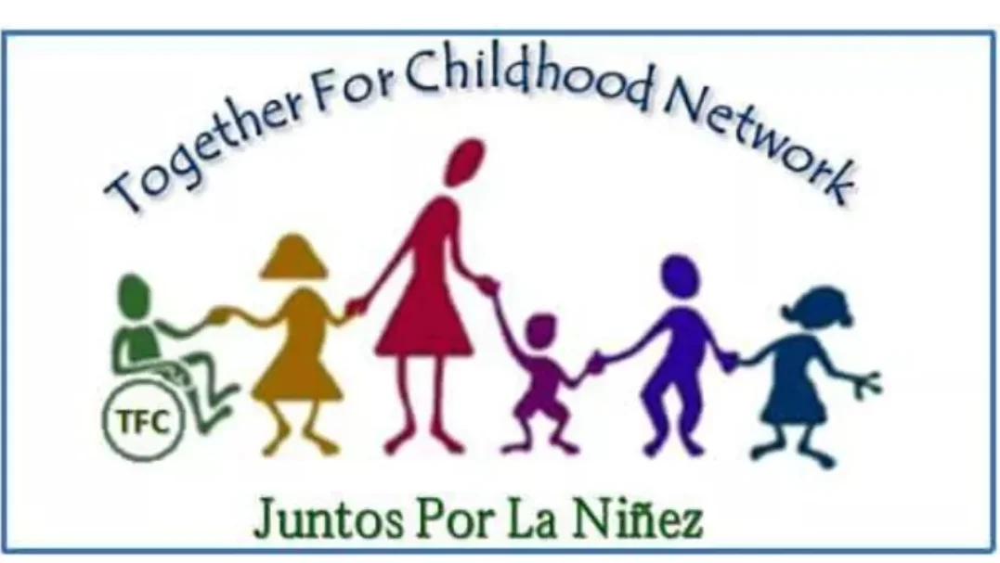 Together For Childhood Network
TFC
Juntos Por La Niñez